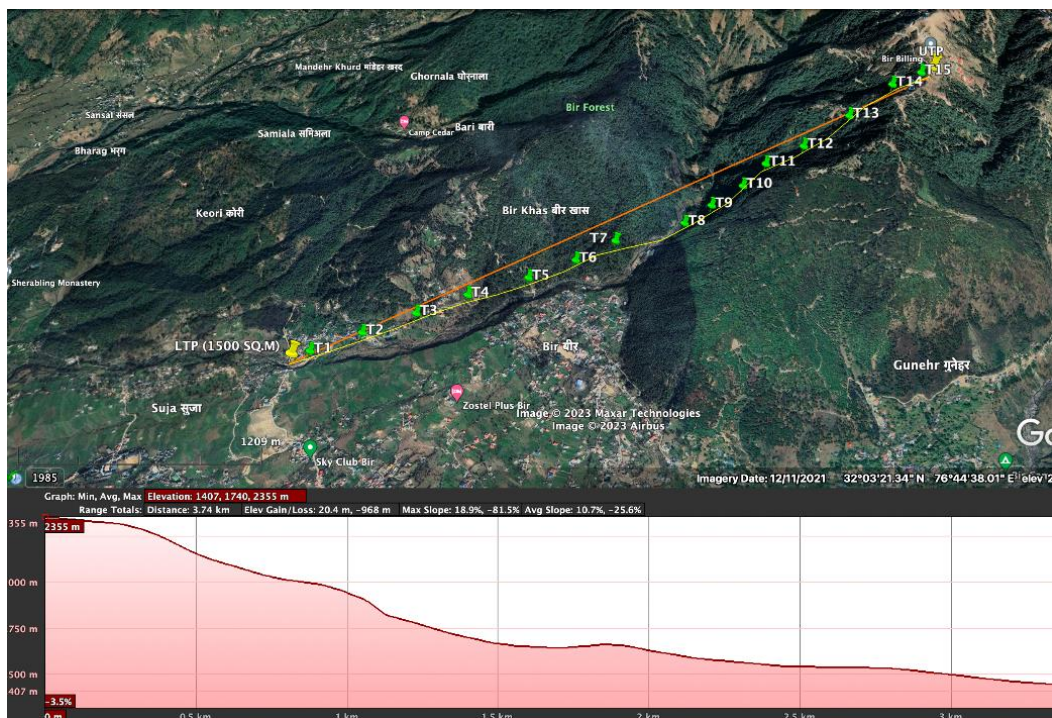 UTP
Bir Billing
T15
T14
Mandehr Khurd मांडेहर खुर्द
Ghornala घोरनाला
Bir Forest
T13
Sansal संसल
Camp Cedar
Bari बारी
Samiala समिअला
T12
Bharag भरग
T11
T10
Keori कोरी
Bir Khas बीर खास
T9
T8
T7
T6
Sherabling Monastery
T5
T4
T3
T2
LTP (1500 SQ.M)
T1
Bir बीर
Gunehr गुनेहर
Suja सुजा
Zostel Plus Bir
Image © 2023 Maxar Technologies
Image © 2023 Airbus
1209 m
Go
Sky Club Bir
1985
Imagery Date: 12/11/2021 32°03'21.34" N 76°44'38.01" E elev
Graph: Min, Avg, Max Elevation: 1407, 1740, 2355 m
Range Totals: Distance: 3.74 km Elev Gain/Loss: 20.4 m, -968 m Max Slope: 18.9%, -81.5% Avg Slope: 10.7%, -25.6%
355 m
2355 m
000 m
750 m
500 m
407 m
-3.5%
0 m 0.5 km 1 km 1.5 km 2 km 2.5 km 3 km